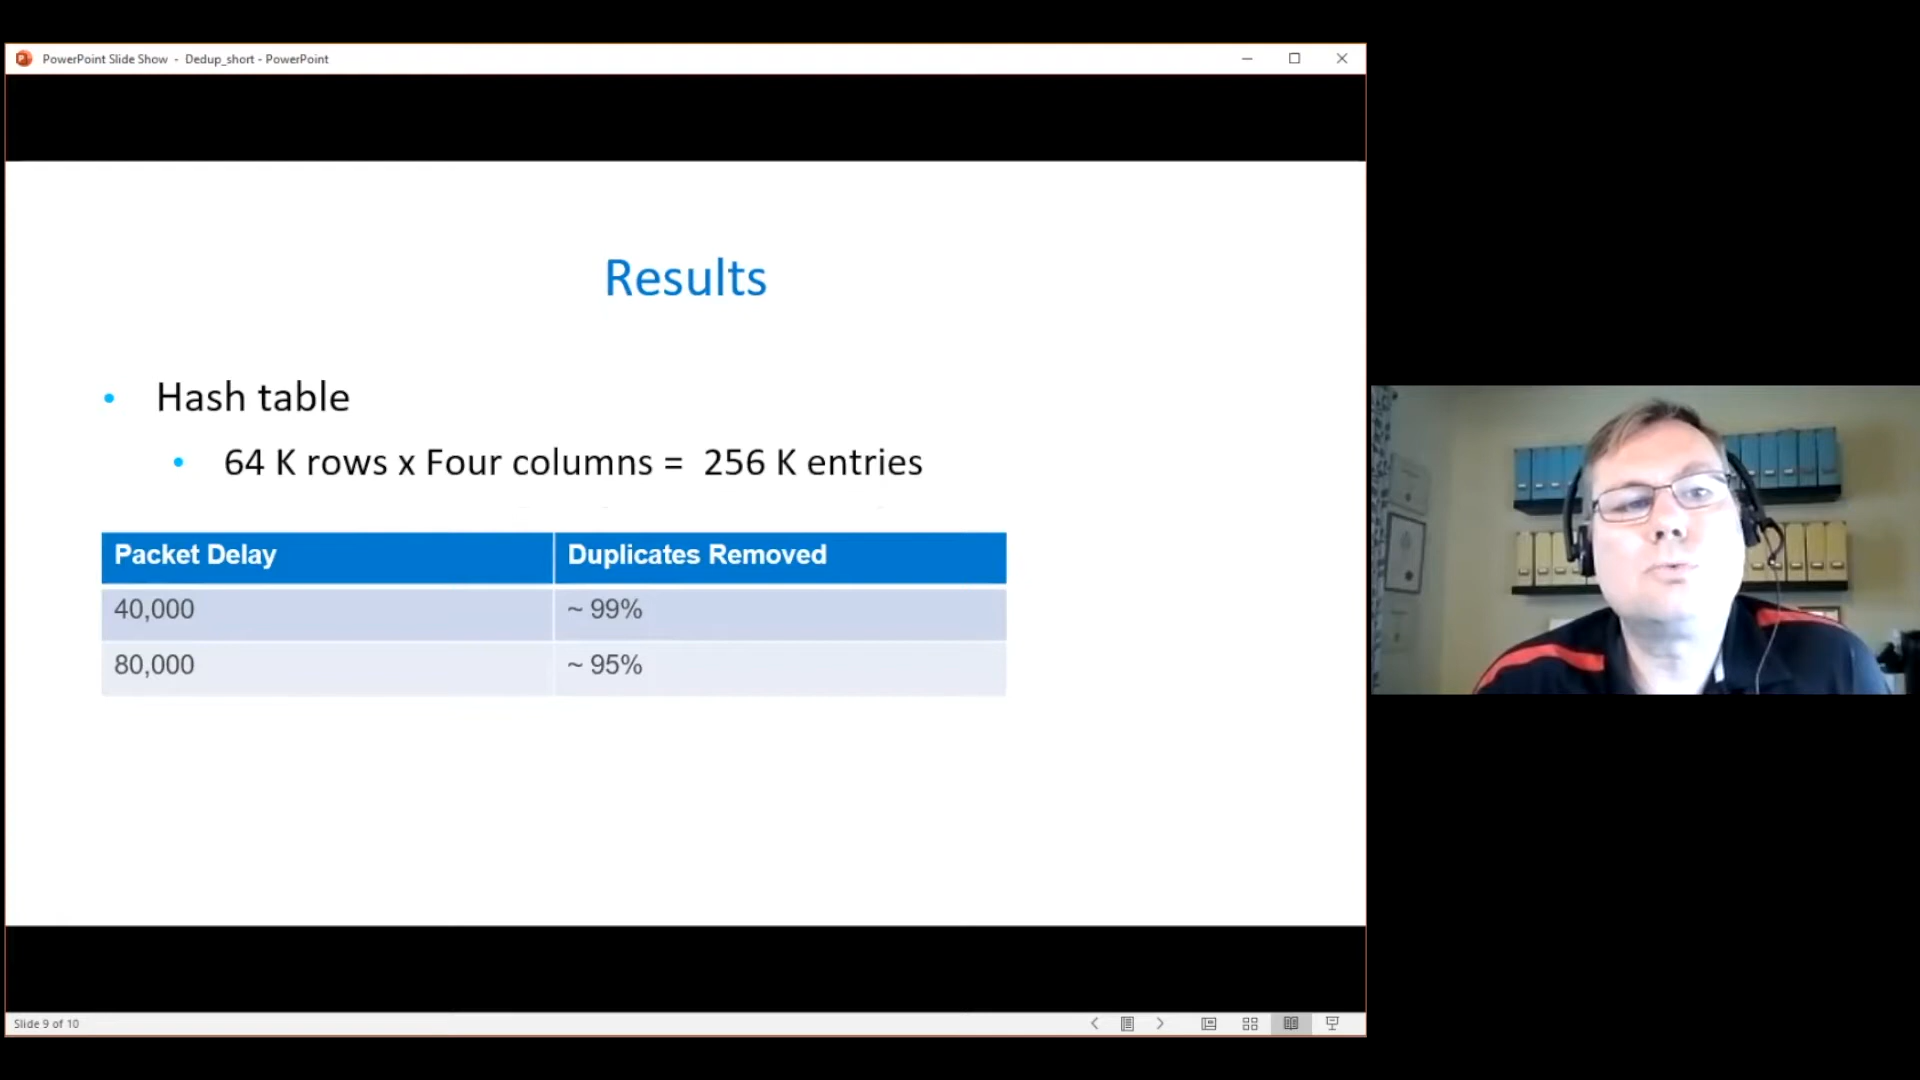 PowerPoint Slide Show - Dedup_short - PowerPoint
Results
• Hash table
• 64 K rows x Four columns = 256 K entries
Packet Delay Duplicates Removed
40,000 ~ 99%
80,000 ~ 95%
Slide 9 of 10